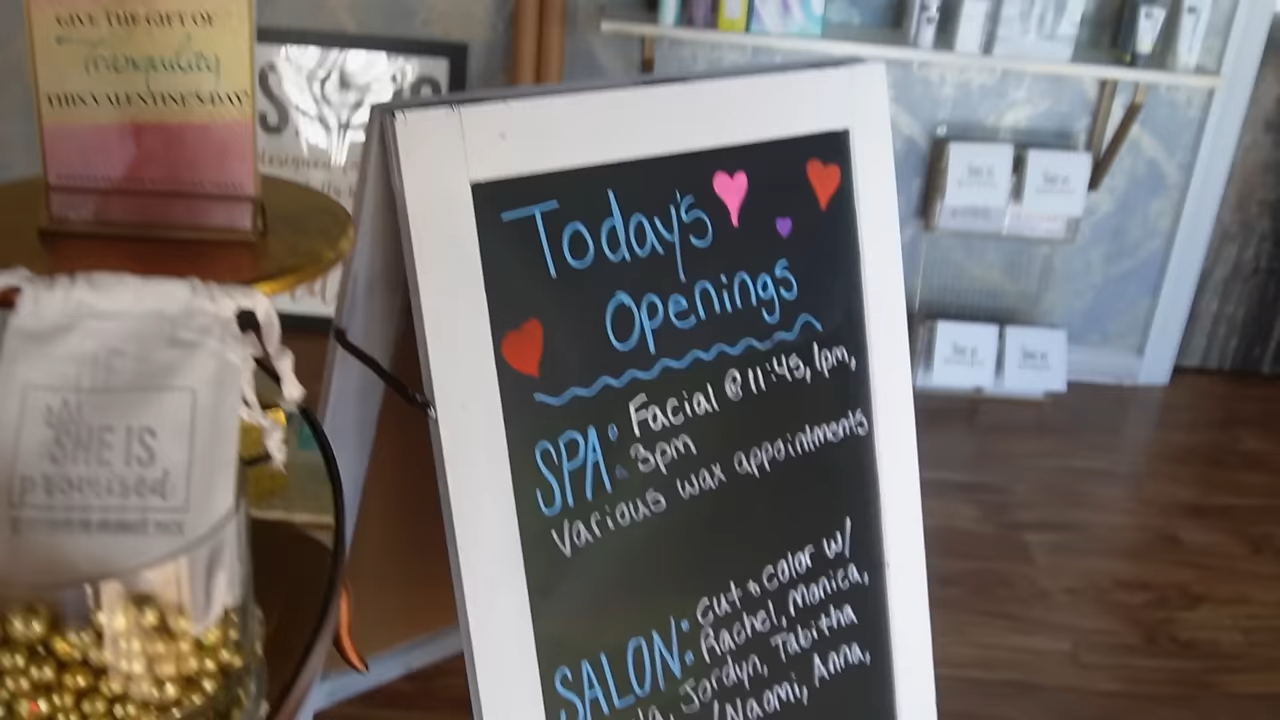 GIVE THE GIFT OF
Tranquility
THIS VALENTINE'S DAY
Today's
Openings
SPA: Facial @ 11:45, 1pm,
3pm
Various wax appointments
SALON: Cut & Color w/
Rachel, Monica,
Jordyn, Tabitha
Naomi, Anna,
SHE IS
promised.